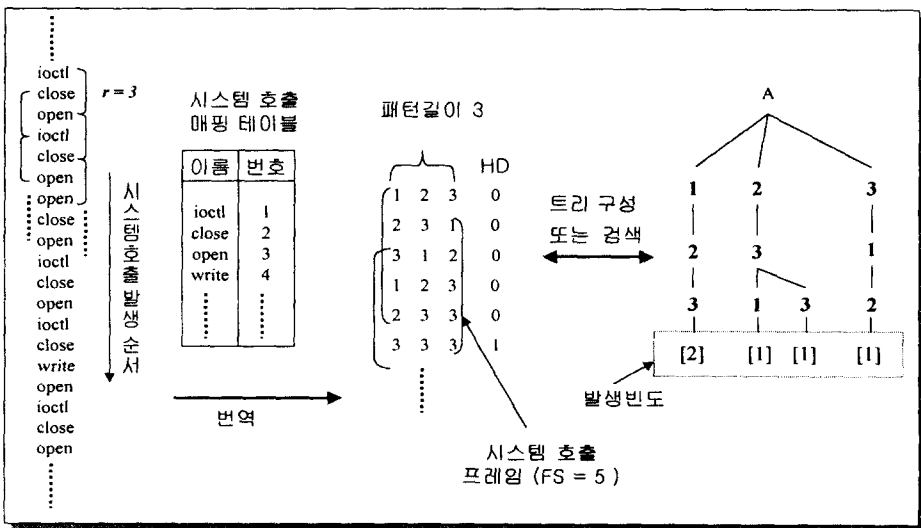 ioctl
close
open
ioctl
close
open
open
close
open
ioctl
close
open
ioctl
close
write
open
ioctl
close
open
r = 3
시스템호출발생 순서
시스템 호출
매핑 테이블
이름 번호
ioctl 1
close 2
open 3
write 4
번역
패턴길이 3
HD
1 2 3 0
2 3 1 0
3 1 2 0
1 2 3 0
2 3 3 0
3 3 3 1
시스템 호출
프레임 (FS = 5 )
트리 구성
또는 검색
A
1 2 3
2 3 1
3 1 3 2
[2] [1] [1] [1]
발생빈도